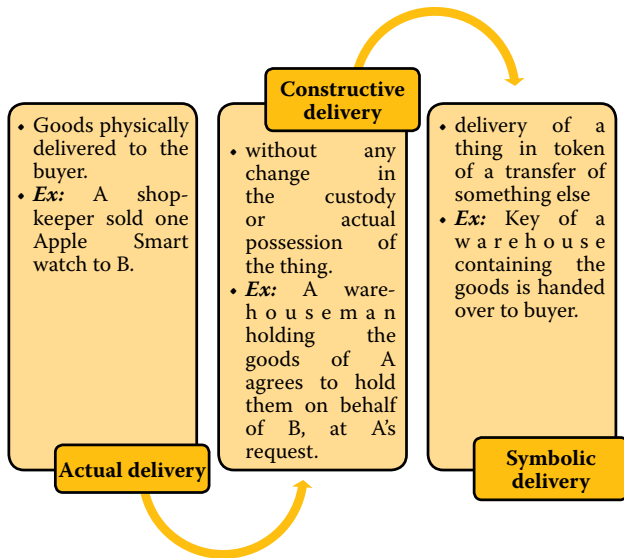 • Goods physically
delivered to the
buyer.
• Ex: A shop-
keeper sold one
Apple Smart
watch to B.
Actual delivery
Constructive
delivery
• without any
change in
the custody
or actual
possession of
the thing.
• Ex: A ware-
houseman
holding the
goods of A
agrees to hold
them on behalf
of B, at A's
request.
• delivery of a
thing in token
of a transfer of
something else
• Ex: Key of a
warehouse
containing the
goods is handed
over to buyer.
Symbolic
delivery